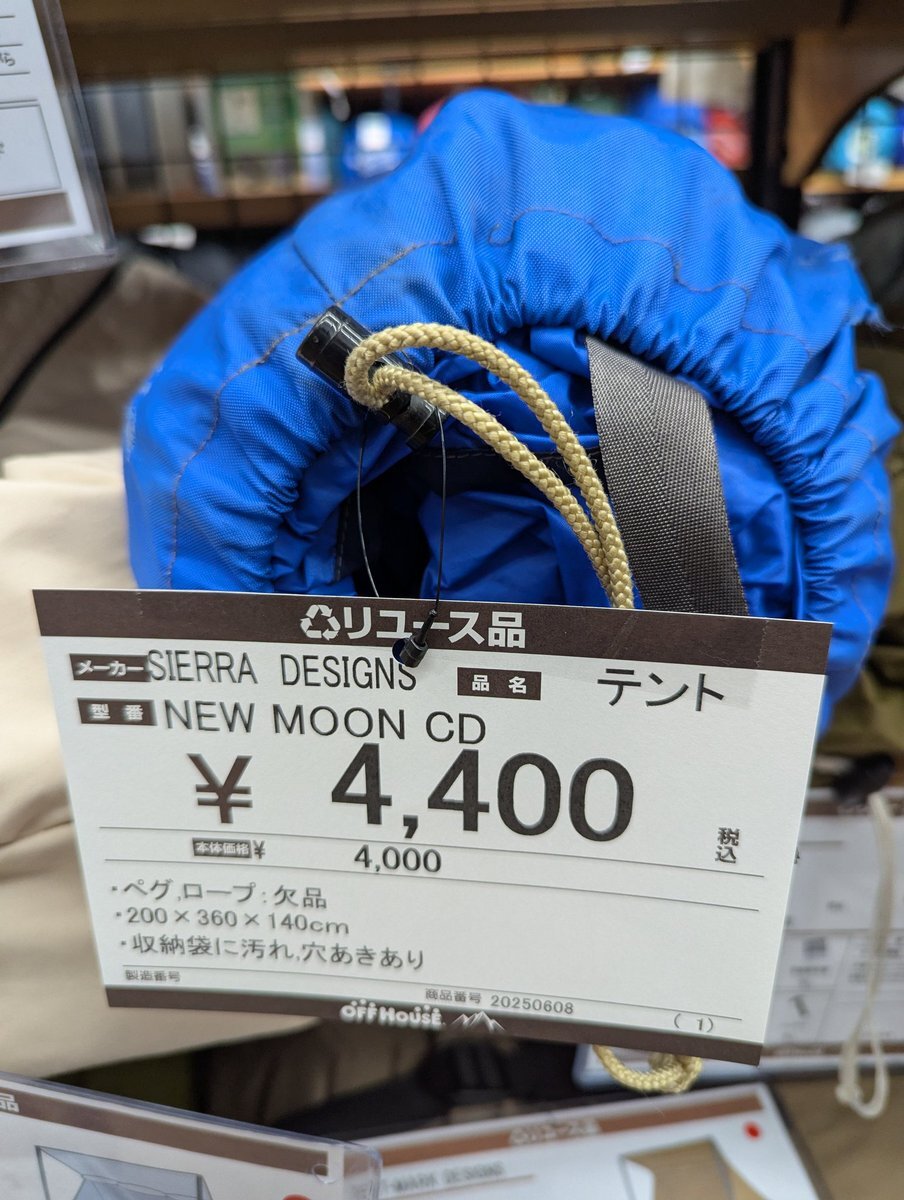 リユース品
メーカー SIERRA DESIGNS 品名 テント
型番 NEW MOON CD
¥ 4,400 税込
本体価格 ¥ 4,000
・ペグ,ロープ：欠品
・200×360×140cm
・収納袋に汚れ,穴あきあり
製造番号
商品番号 20250608
(1)
OFF HOUSE